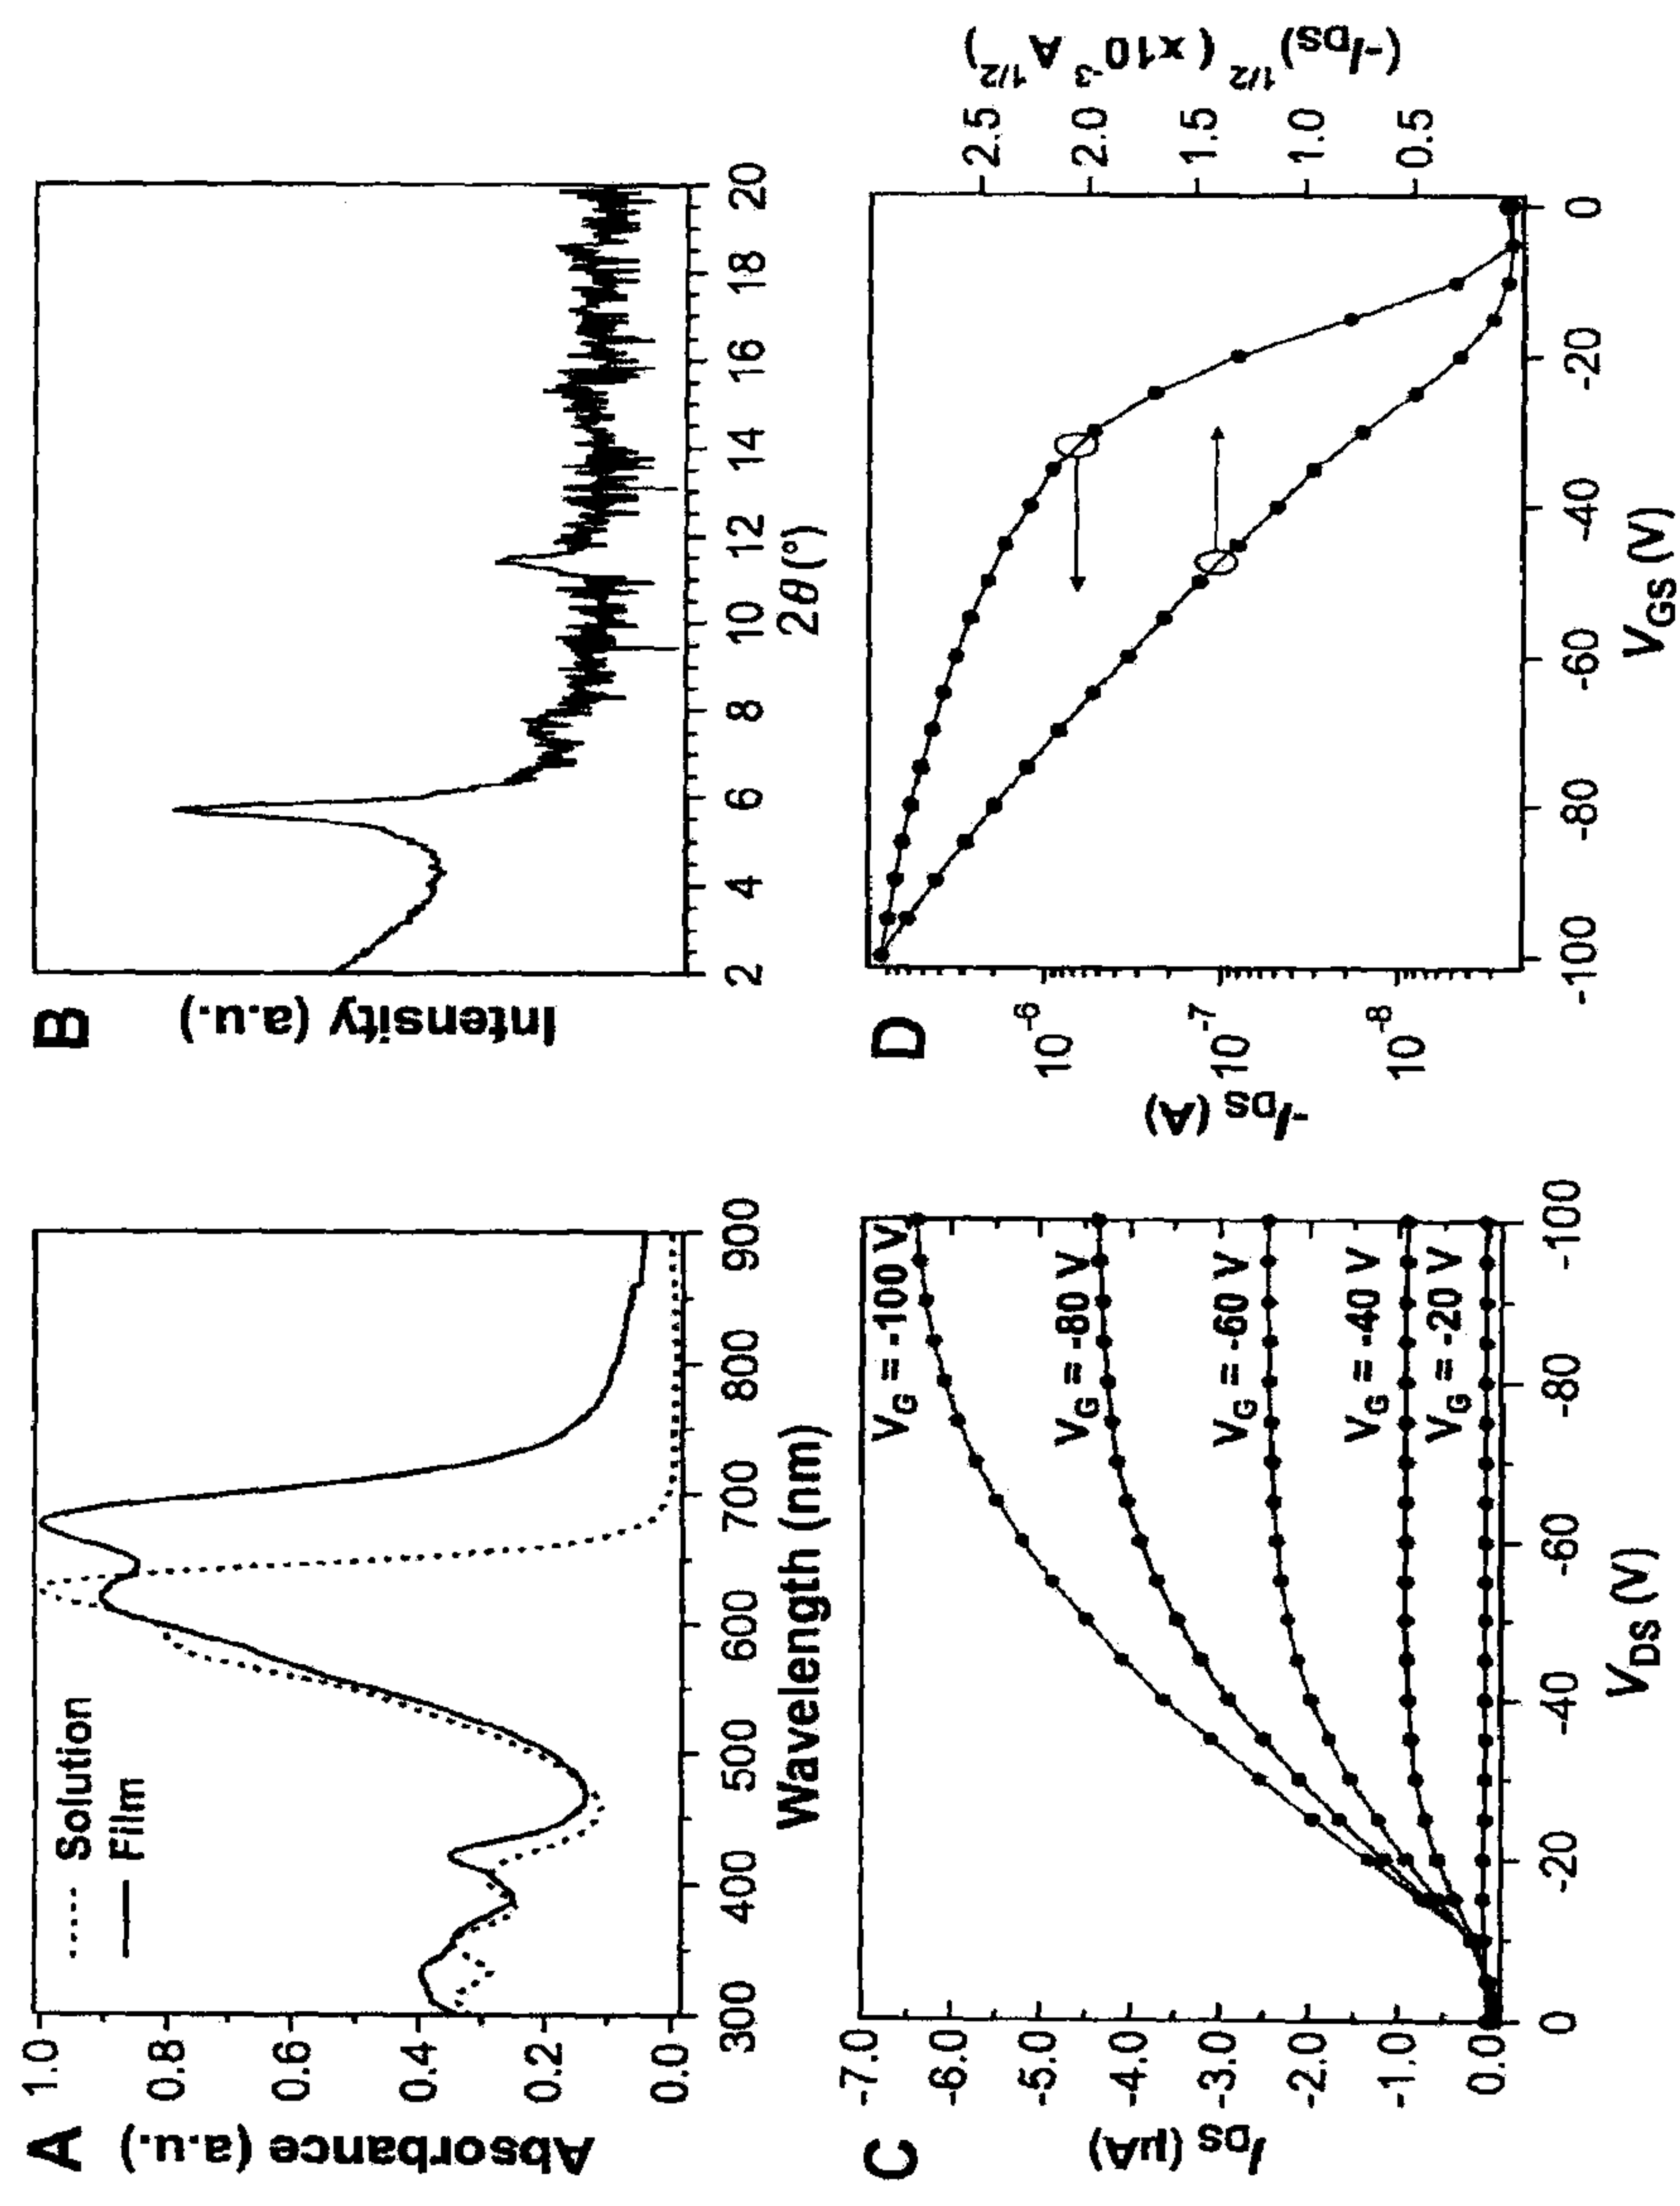 A
Absorbance (a.u.)
1.0
0.8
0.6
0.4
0.2
0.0
Solution
Film
300
400
500
600
700
800
900
Wavelength (nm)
B
Intensity (a.u.)
2
4
6
8
10
12
14
16
18
20
2θ (°)
C
I_DS (µA)
-7.0
-6.0
-5.0
-4.0
-3.0
-2.0
-1.0
0.0
V_G = -100 V
V_G = -80 V
V_G = -60 V
V_G = -40 V
V_G = -20 V
0
-20
-40
-60
-80
-100
V_DS (V)
D
-I_DS (A)
10^-6
10^-7
10^-8
-100
-80
-60
-40
-20
0
V_GS (V)
2.5
2.0
1.5
1.0
0.5
(-I_DS)^1/2 (x10^-3 A^1/2)